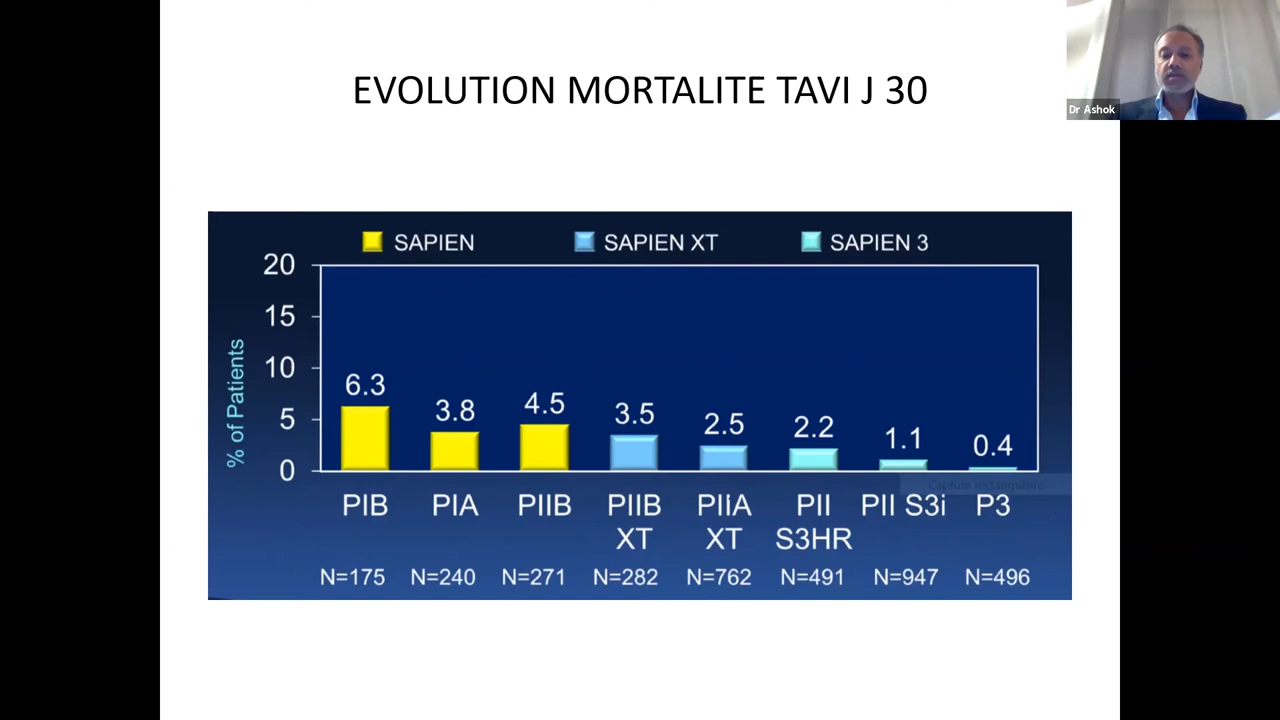 EVOLUTION MORTALITE TAVI J 30
Dr Ashok
SAPIEN SAPIEN XT SAPIEN 3
% of Patients
20
15
10
5
0
6.3 3.8 4.5 3.5 2.5 2.2 1.1 0.4
Capture rectangulaire
PIB PIA PIIB PIIB PIIA PII PII S3i P3
XT XT S3HR
N=175 N=240 N=271 N=282 N=762 N=491 N=947 N=496